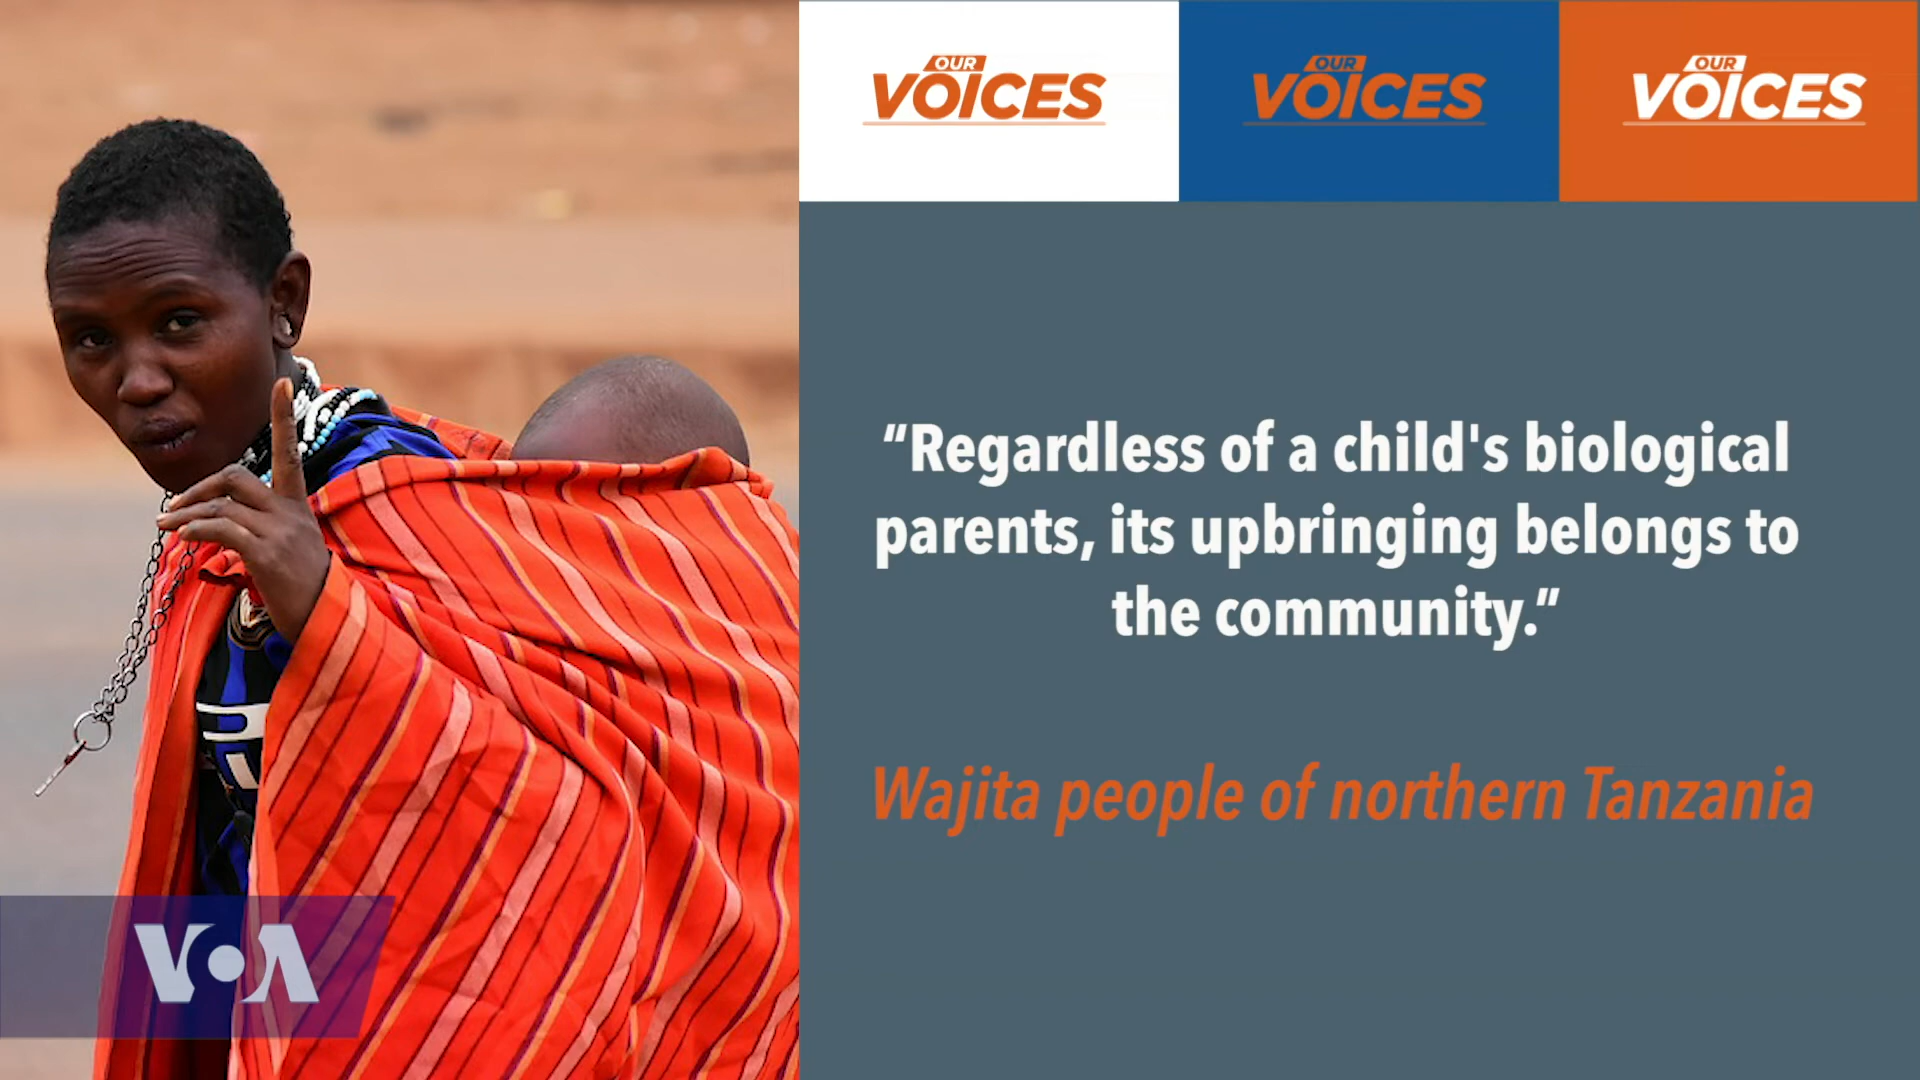 OUR
VOICES
OUR
VOICES
OUR
VOICES
“Regardless of a child's biological
parents, its upbringing belongs to
the community.”
Wajita people of northern Tanzania
VOA